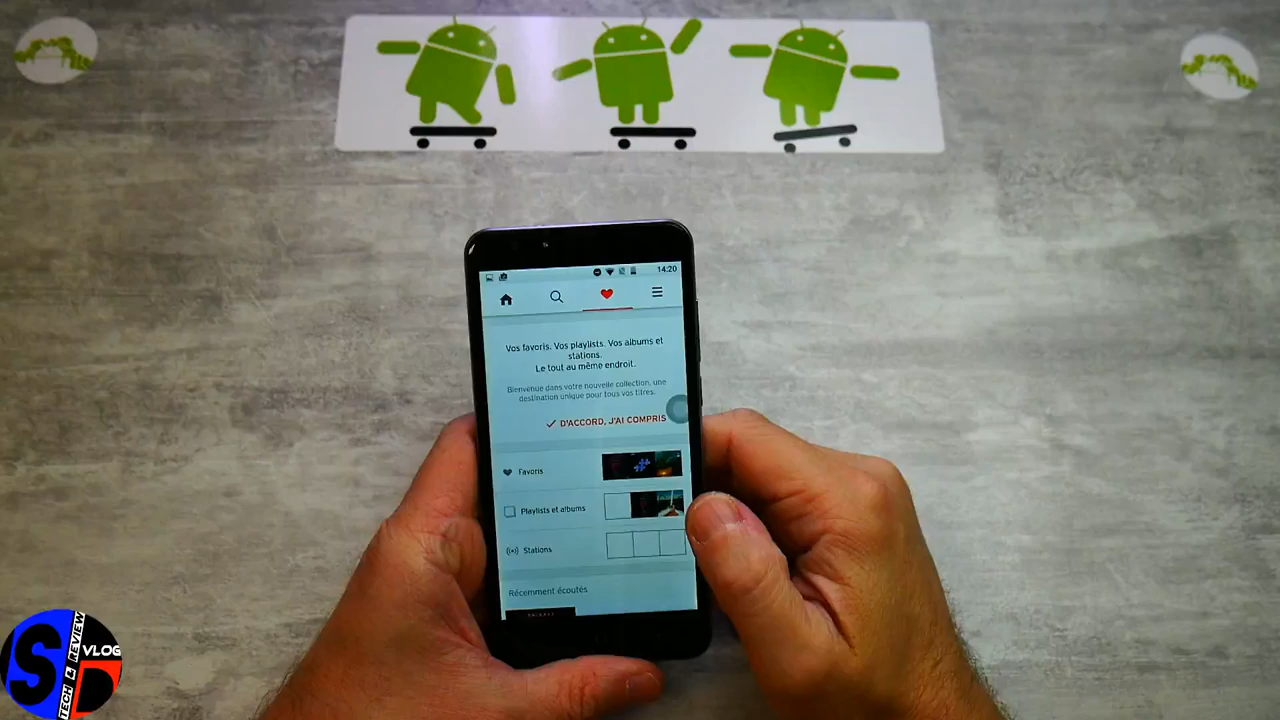 14:20
Vos favoris. Vos playlists. Vos albums et
stations.
Le tout au même endroit.
Bienvenue dans votre nouvelle collection, une
destination unique pour tous vos titres.
D'ACCORD, J'AI COMPRIS
Favoris
Playlists et albums
Stations
Récemment écoutés
SD
TECH & REVIEW
VLOG